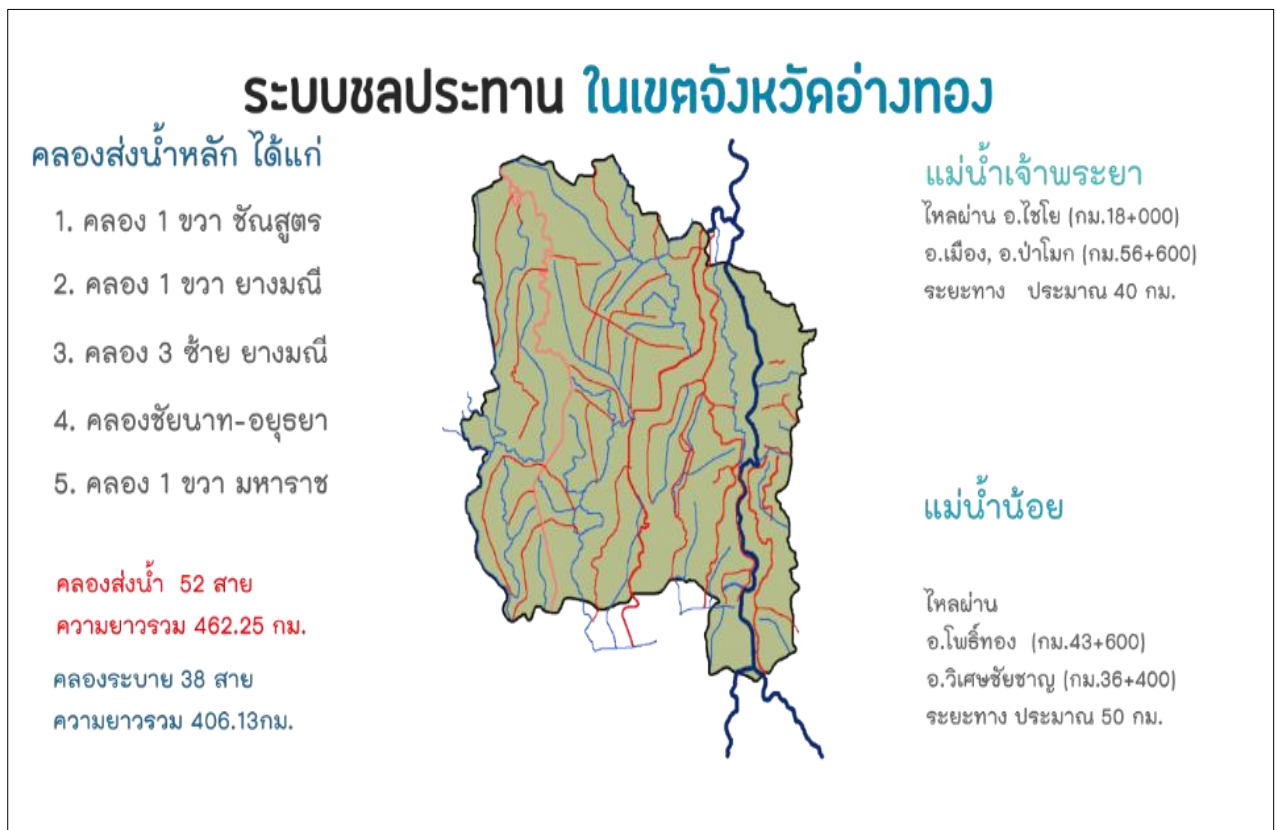 ระบบชลประทาน ในเขตจังหวัดอ่างทอง
คลองส่งน้ำหลัก ได้แก่
1. คลอง 1 ขวา ชัณสูตร
2. คลอง 1 ขวา ยางมณี
3. คลอง 3 ซ้าย ยางมณี
4. คลองชัยนาท-อยุธยา
5. คลอง 1 ขวา มหาราช
คลองส่งน้ำ 52 สาย
ความยาวรวม 462.25 กม.
คลองระบาย 38 สาย
ความยาวรวม 406.13กม.
แม่น้ำเจ้าพระยา
ไหลผ่าน อ.ไชโย (กม.18+000)
อ.เมือง, อ.ป่าโมก (กม.56+600)
ระยะทาง ประมาณ 40 กม.
แม่น้ำน้อย
ไหลผ่าน
อ.โพธิ์ทอง (กม.43+600)
อ.วิเศษชัยชาญ (กม.36+400)
ระยะทาง ประมาณ 50 กม.